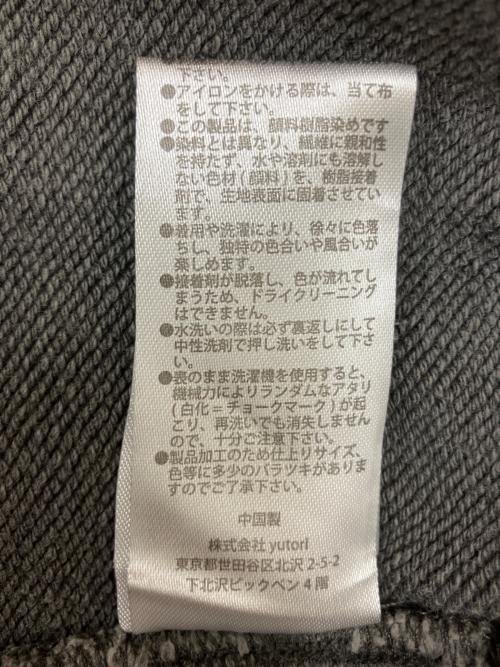 下さい。
●アイロンをかける際は、当て布
をして下さい。
●この製品は、顔料樹脂染めです
●染料とは異なり、繊維に親和性
を持たず、水や溶剤にも溶解し
ない色材(顔料)を、樹脂接着
剤で、生地表面に固着させてい
ます。
●着用や洗濯により、徐々に色落
ちし、独特の色合いや風合いが
楽しめます。
●接着剤が脱落し、色が流れてし
まうため、ドライクリーニング
はできません。
●水洗いの際は必ず裏返しにして
中性洗剤で押し洗いをして下さ
い。
●表のまま洗濯機を使用すると、
機械力によりランダムなアタリ
(白化=チョークマーク)が起
こり、再洗いでも消失しません
ので、十分ご注意下さい。
●製品加工のため仕上りサイズ、
色等に多少のバラツキがありま
すのでご了承下さい。
中国製
株式会社 yutori
東京都世田谷区北沢 2-5-2
下北沢ビックベン 4 階